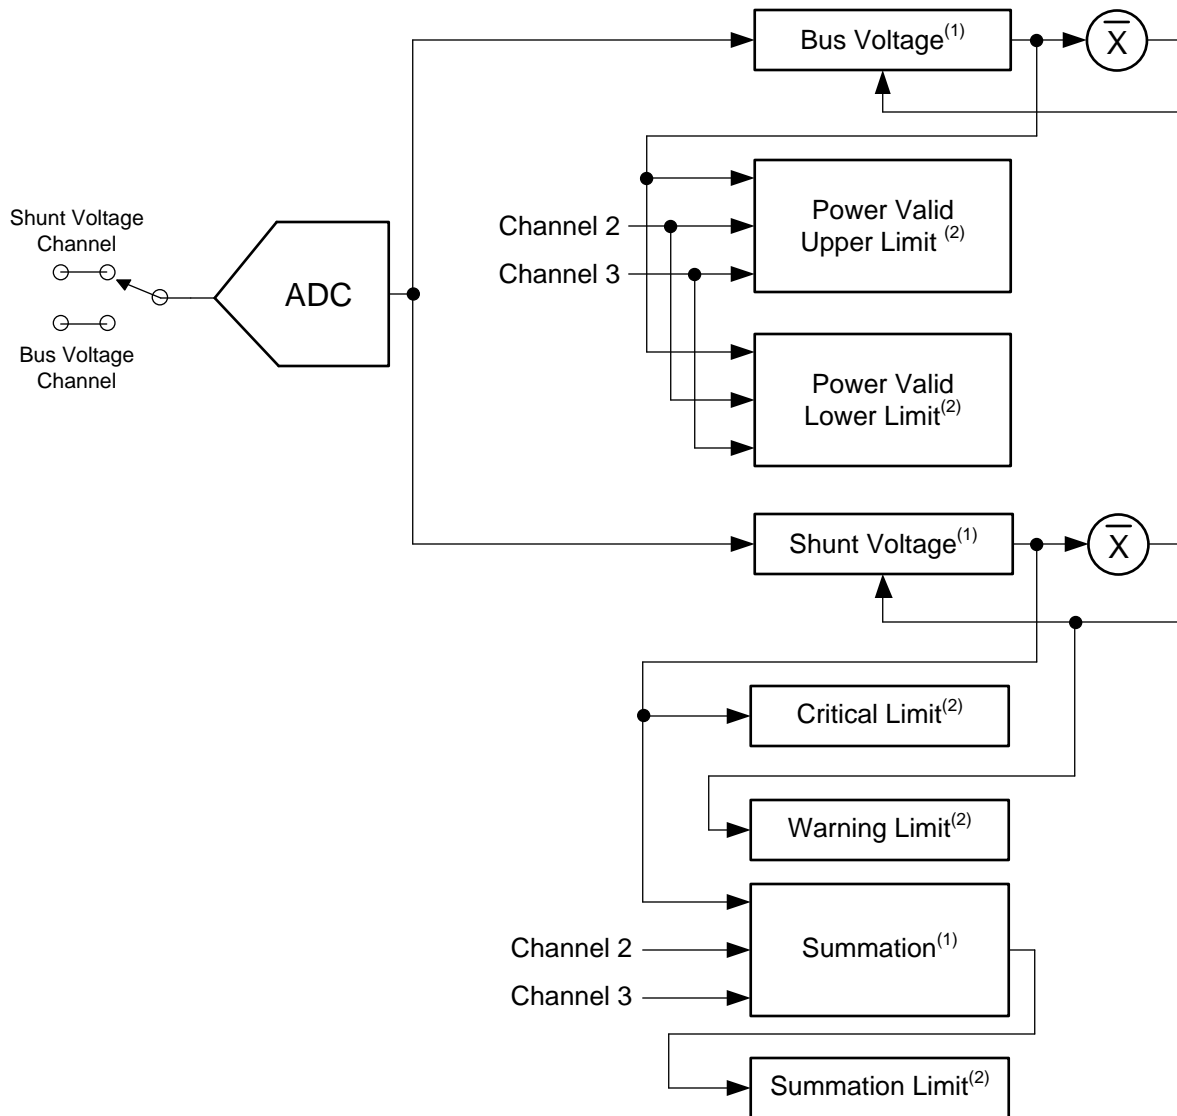 Bus Voltage(1)
X̅
Shunt Voltage
Channel
ADC
Bus Voltage
Channel
Channel 2
Channel 3
Power Valid
Upper Limit (2)
Power Valid
Lower Limit(2)
Shunt Voltage(1)
X̅
Critical Limit(2)
Warning Limit(2)
Channel 2
Channel 3
Summation(1)
Summation Limit(2)